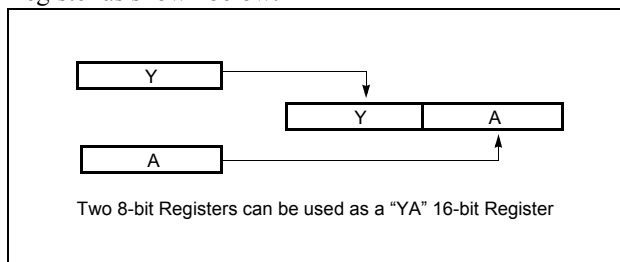 Y
Y A
A
Two 8-bit Registers can be used as a “YA” 16-bit Register